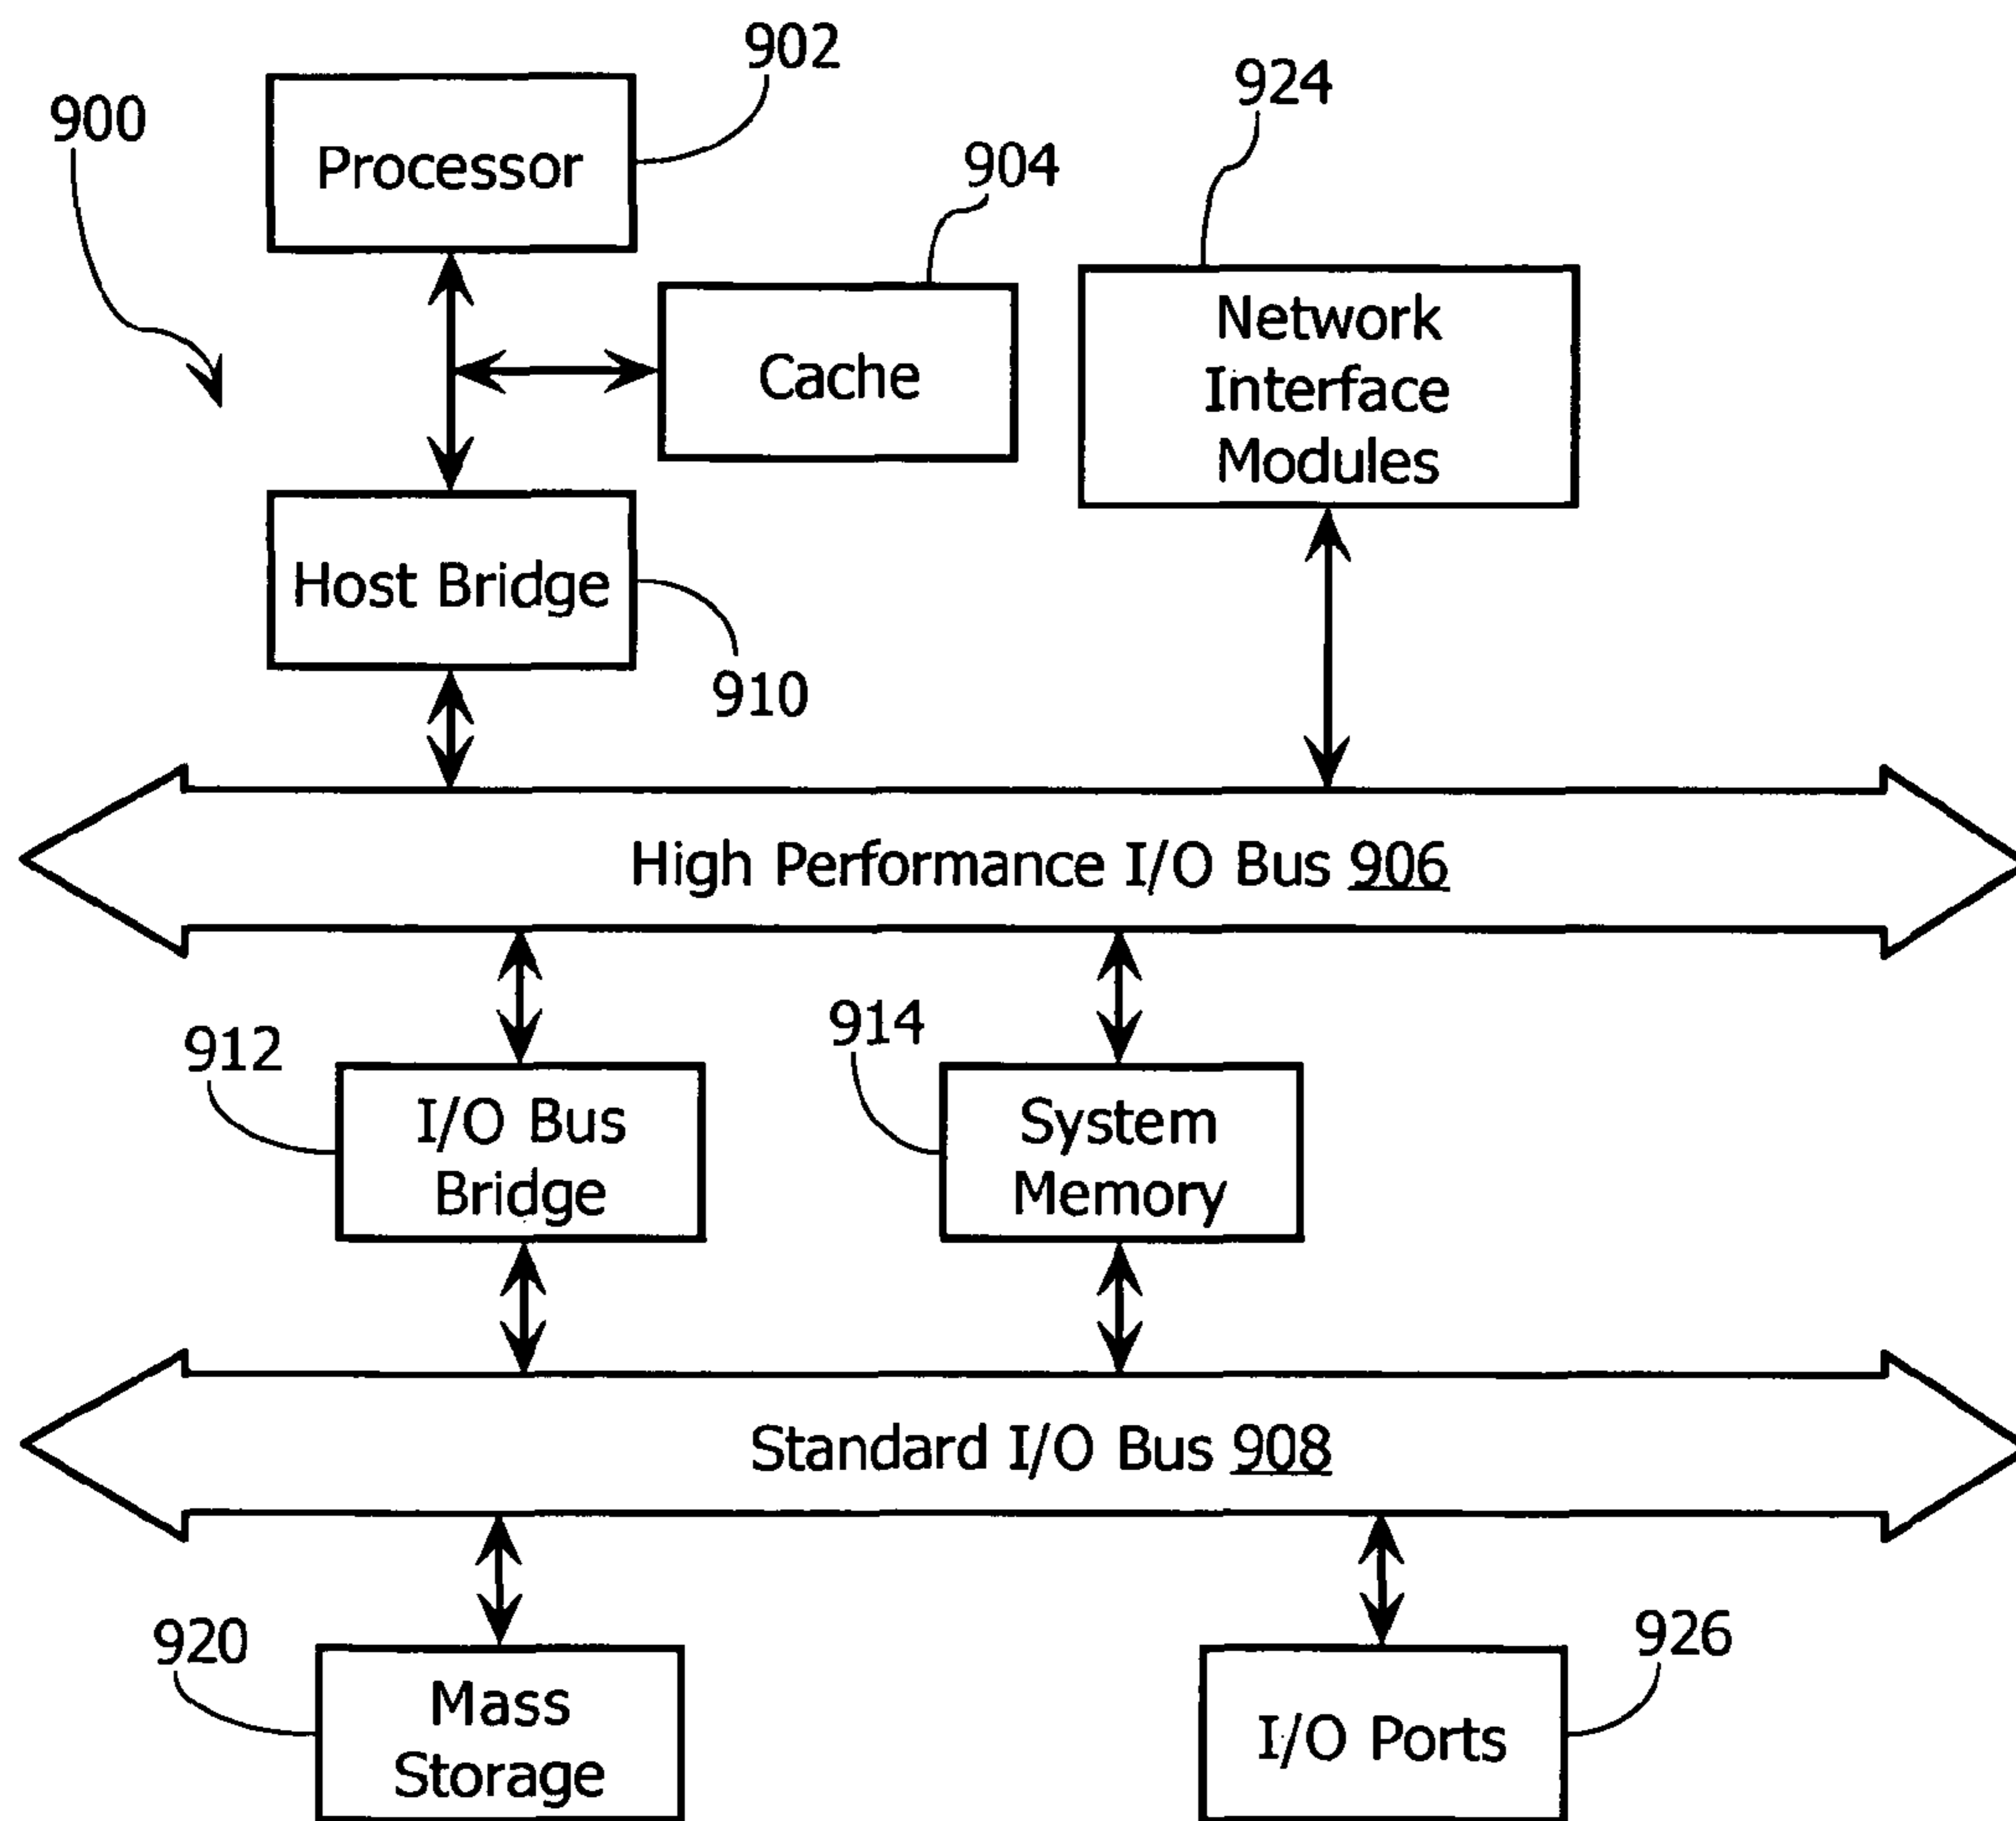 902
924
900
Processor
904
Network
Interface
Modules
Cache
Host Bridge
910
High Performance I/O Bus 906
912
914
I/O Bus
Bridge
System
Memory
Standard I/O Bus 908
920
926
Mass
Storage
I/O Ports